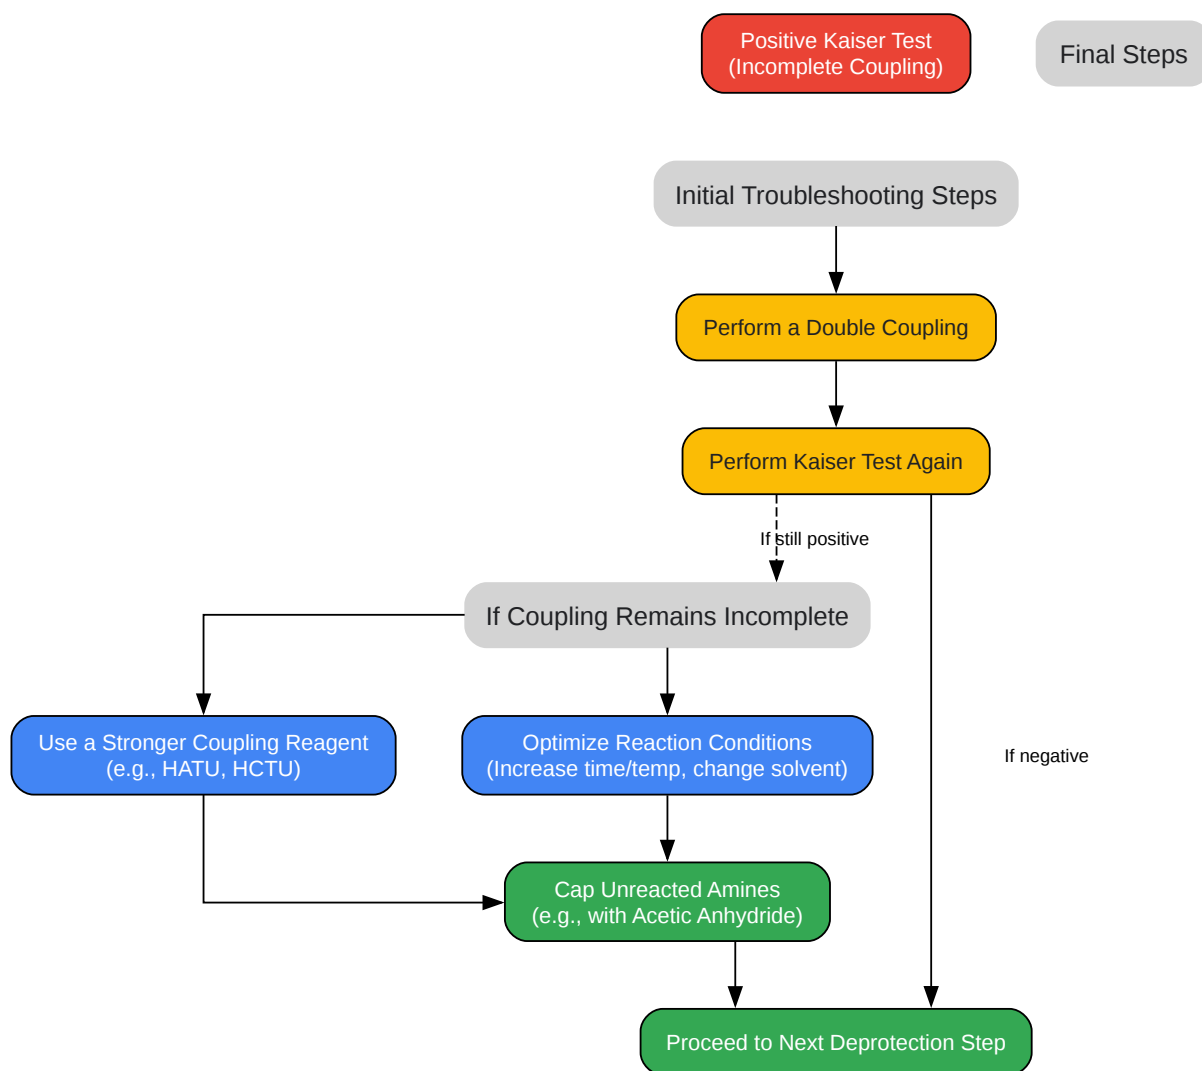 Positive Kaiser Test
(Incomplete Coupling)
Final Steps
Initial Troubleshooting Steps
Perform a Double Coupling
Perform Kaiser Test Again
If still positive
If Coupling Remains Incomplete
Use a Stronger Coupling Reagent
(e.g., HATU, HCTU)
Optimize Reaction Conditions
(Increase time/temp, change solvent)
If negative
Cap Unreacted Amines
(e.g., with Acetic Anhydride)
Proceed to Next Deprotection Step